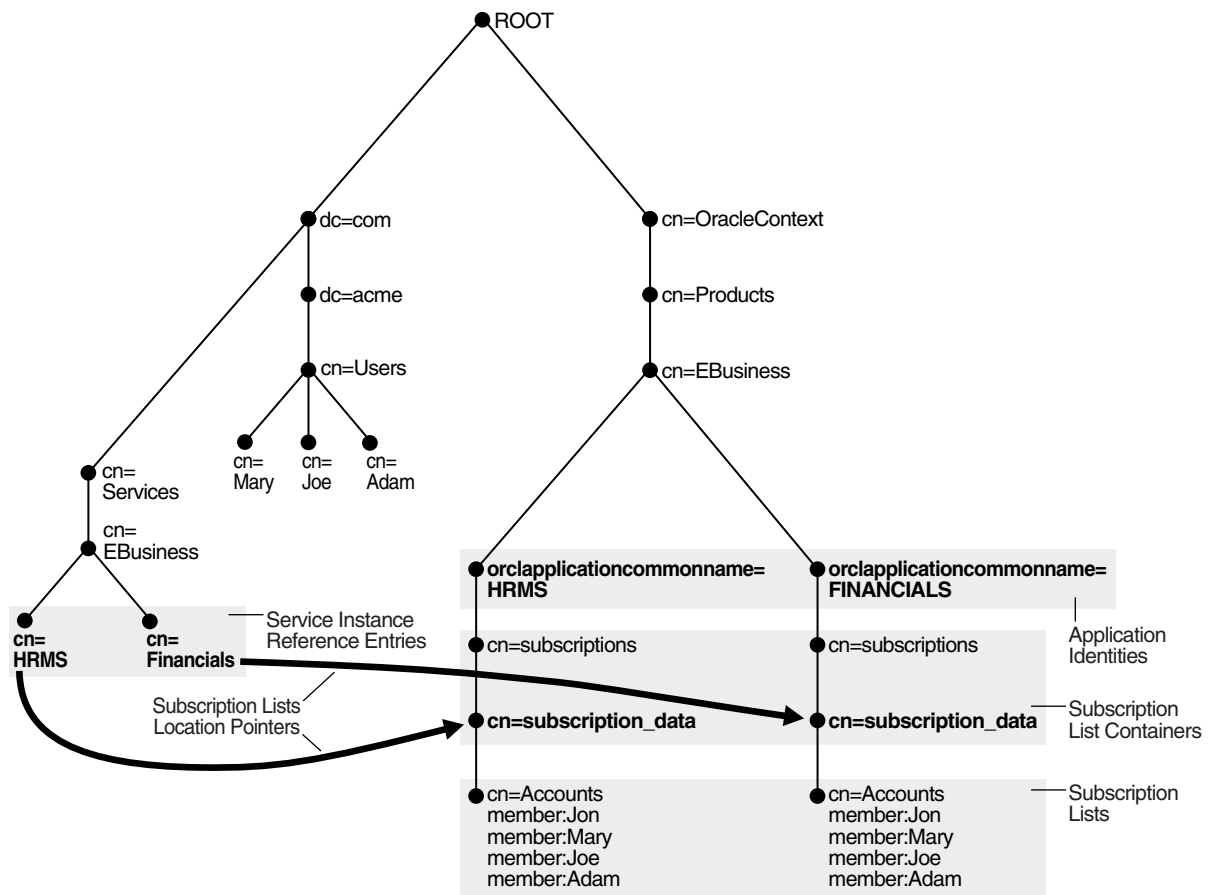 ROOT
dc=com
cn=OracleContext
dc=acme
cn=Products
cn=Users
cn=EBusiness
cn=
Mary
cn=
Joe
cn=
Adam
cn=
Services
cn=
EBusiness
cn=
HRMS
cn=
Financials
Service Instance
Reference Entries
Subscription Lists
Location Pointers
orclapplicationcommonname=
HRMS
orclapplicationcommonname=
FINANCIALS
Application
Identities
cn=subscriptions
cn=subscriptions
cn=subscription_data
cn=subscription_data
Subscription
List Containers
cn=Accounts
member:Jon
member:Mary
member:Joe
member:Adam
cn=Accounts
member:Jon
member:Mary
member:Joe
member:Adam
Subscription
Lists